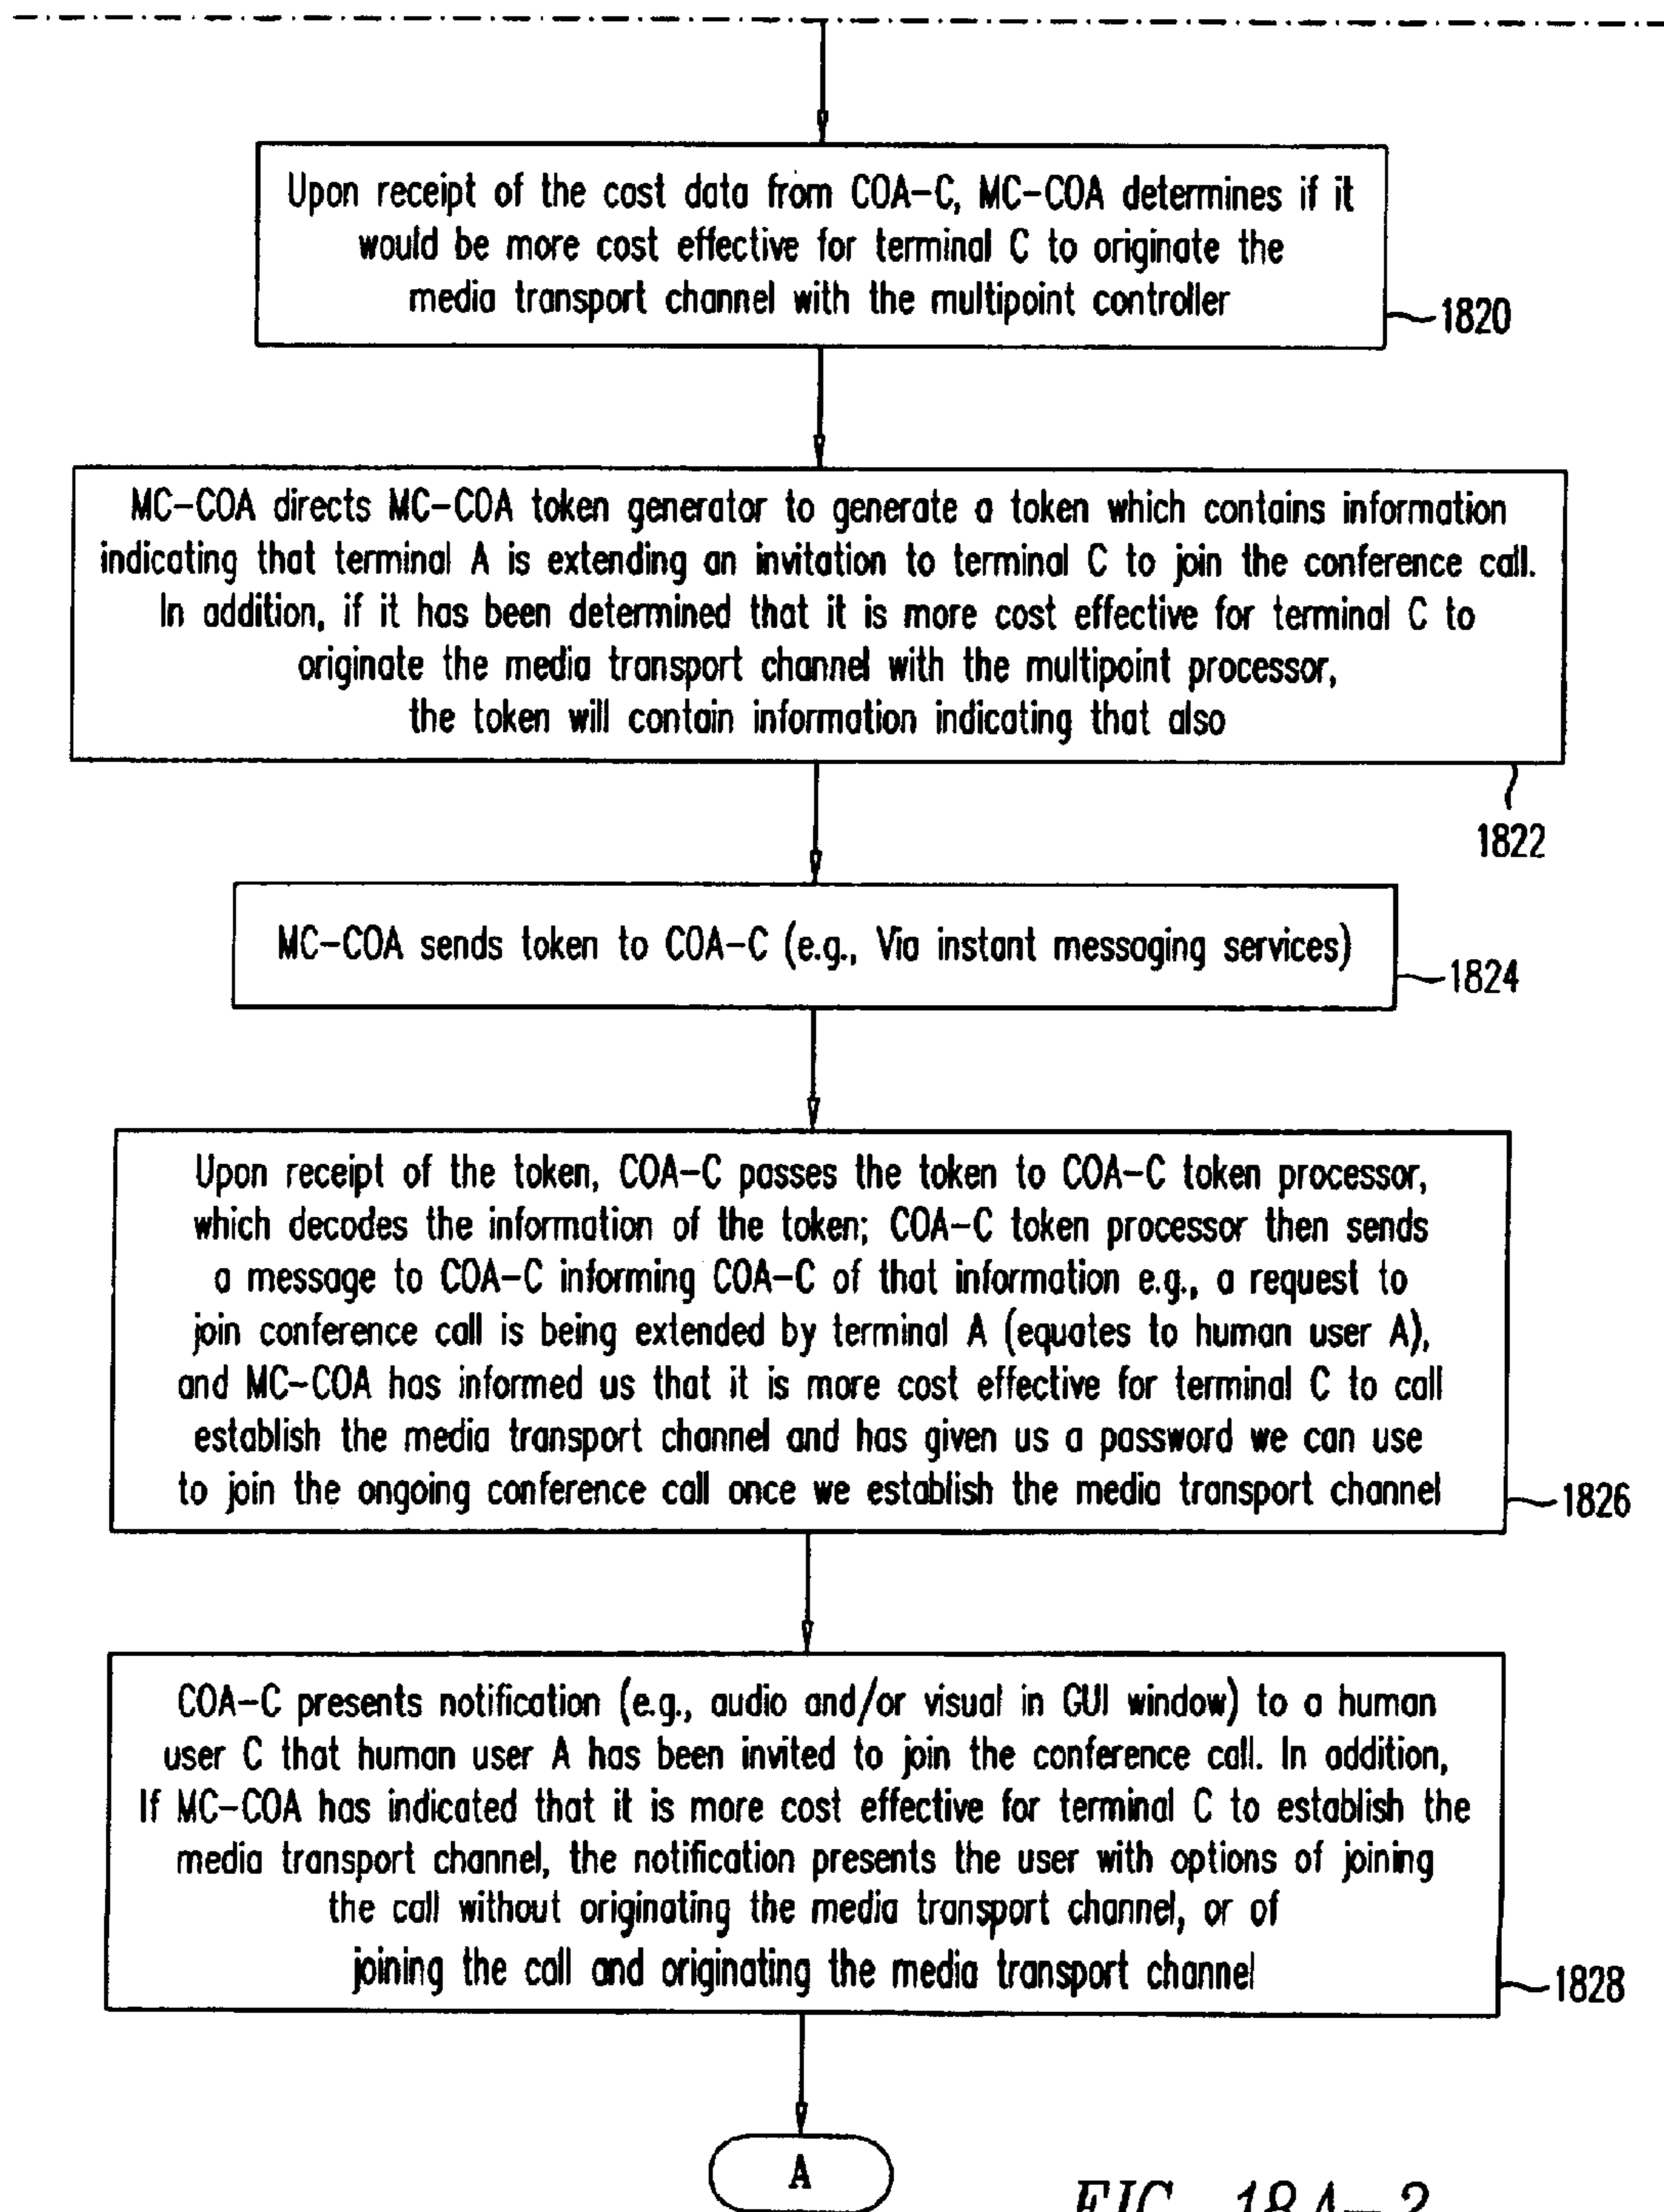 Upon receipt of the cost data from COA-C, MC-COA determines if it
would be more cost effective for terminal C to originate the
media transport channel with the multipoint controller
1820
MC-COA directs MC-COA token generator to generate a token which contains information
indicating that terminal A is extending an invitation to terminal C to join the conference call.
In addition, if it has been determined that it is more cost effective for terminal C to
originate the media transport channel with the multipoint processor,
the token will contain information indicating that also
1822
MC-COA sends token to COA-C (e.g., Via instant messaging services)
1824
Upon receipt of the token, COA-C passes the token to COA-C token processor,
which decodes the information of the token; COA-C token processor then sends
a message to COA-C informing COA-C of that information e.g., a request to
join conference call is being extended by terminal A (equates to human user A),
and MC-COA has informed us that it is more cost effective for terminal C to call
establish the media transport channel and has given us a password we can use
to join the ongoing conference call once we establish the media transport channel
1826
COA-C presents notification (e.g., audio and/or visual in GUI window) to a human
user C that human user A has been invited to join the conference call. In addition,
If MC-COA has indicated that it is more cost effective for terminal C to establish the
media transport channel, the notification presents the user with options of joining
the call without originating the media transport channel, or of
joining the call and originating the media transport channel
1828
A
FIG. 18A-2